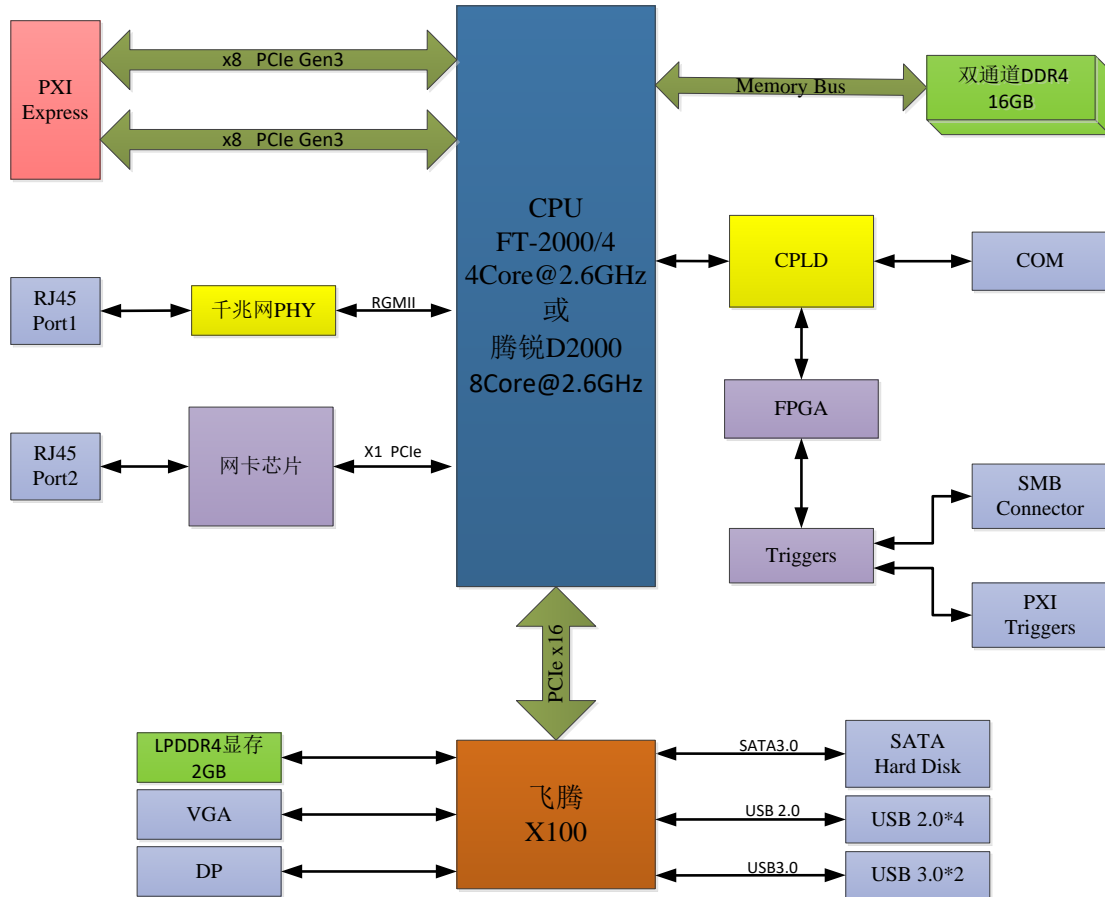 PXI
Express
x8 PCIe Gen3
x8 PCIe Gen3
CPU
FT-2000/4
4Core@2.6GHz
或
腾锐D2000
8Core@2.6GHz
Memory Bus
双通道DDR4
16GB
CPLD
COM
RJ45
Port1
千兆网PHY
RGMII
FPGA
RJ45
Port2
网卡芯片
X1 PCIe
SMB
Connector
Triggers
PXI
Triggers
PCIe x16
LPDDR4显存
2GB
VGA
DP
飞腾
X100
SATA3.0
SATA
Hard Disk
USB 2.0
USB 2.0*4
USB3.0
USB 3.0*2